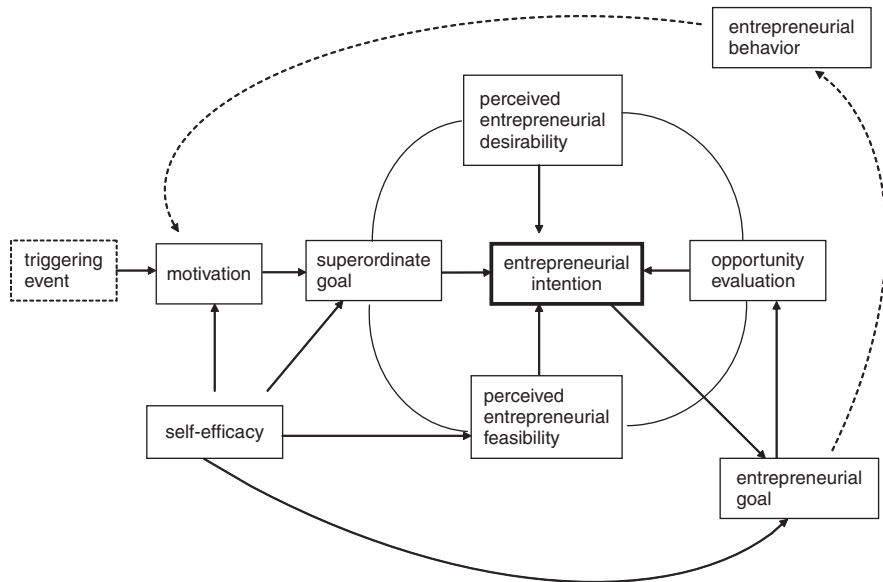 entrepreneurial
behavior
perceived
entrepreneurial
desirability
triggering
event
motivation
superordinate
goal
entrepreneurial
intention
opportunity
evaluation
self-efficacy
perceived
entrepreneurial
feasibility
entrepreneurial
goal